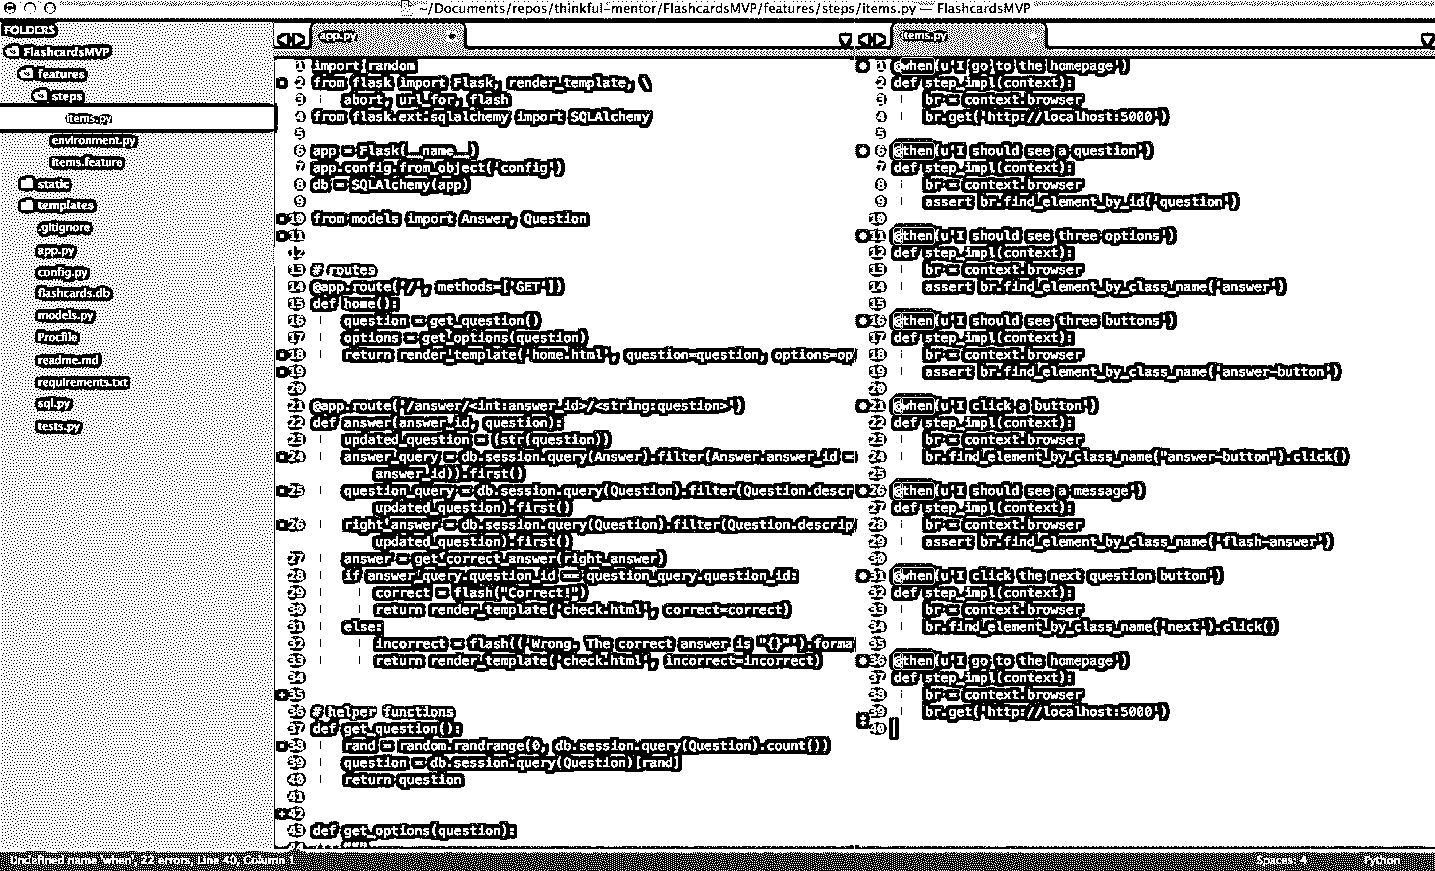 ~/Documents/repos/thinkful-mentor/FlashcardsMVP/features/steps/items.py — FlashcardsMVP
FOLDERS
FlashcardsMVP
features
steps
items.py
environment.py
items.feature
static
templates
.gitignore
app.py
config.py
flashcards.db
models.py
Procfile
readme.md
requirements.txt
sql.py
tests.py
app.py
1 import random
2 from flask import Flask, render_template, \
3 abort, url_for, flash
4 from flask.ext.sqlalchemy import SQLAlchemy
5
6 app = Flask(__name__)
7 app.config.from_object('config')
8 db = SQLAlchemy(app)
9
10 from models import Answer, Question
11
12
13 # routes
14 @app.route('/', methods=['GET'])
15 def home():
16 question = get_question()
17 options = get_options(question)
18 return render_template('home.html', question=question, options=op
19
20
21 @app.route('/answer/<int:answer_id>/<string:question>')
22 def answer(answer_id, question):
23 updated_question = ((str(question))
24 answer_query = db.session.query(Answer).filter(Answer.answer_id =
answer_id)).first()
25 question_query = db.session.query(Question).filter(Question.descr
updated_question).first()
26 right_answer = db.session.query(Question).filter(Question.descrip
updated_question).first()
27 answer = get_correct_answer(right_answer)
28 if answer_query.question_id == question_query.question_id:
29 correct = flash("Correct!")
30 return render_template('check.html', correct=correct)
31 else:
32 incorrect = flash(('Wrong. The correct answer is "{}"').forma
33 return render_template('check.html', incorrect=incorrect)
34
35
36 # helper functions
37 def get_question():
38 rand = random.randrange(0, db.session.query(Question).count())
39 question = db.session.query(Question)[rand]
40 return question
41
42
43 def get_options(question):
items.py
1 @when(u'I go to the homepage')
2 def step_impl(context):
3 br = context.browser
4 br.get('http://localhost:5000')
5
6 @then(u'I should see a question')
7 def step_impl(context):
8 br = context.browser
9 assert br.find_element_by_id('question')
10
11 @then(u'I should see three options')
12 def step_impl(context):
13 br = context.browser
14 assert br.find_element_by_class_name('answer')
15
16 @then(u'I should see three buttons')
17 def step_impl(context):
18 br = context.browser
19 assert br.find_element_by_class_name('answer-button')
20
21 @when(u'I click a button')
22 def step_impl(context):
23 br = context.browser
24 br.find_element_by_class_name("answer-button").click()
25
26 @then(u'I should see a message')
27 def step_impl(context):
28 br = context.browser
29 assert br.find_element_by_class_name('flash-answer')
30
31 @when(u'I click the next question button')
32 def step_impl(context):
33 br = context.browser
34 br.find_element_by_class_name('next').click()
35
36 @then(u'I go to the homepage')
37 def step_impl(context):
38 br = context.browser
39 br.get('http://localhost:5000')
40
Undefined name 'when', 22 errors, Line 40, Column 1
Spaces: 4
Python